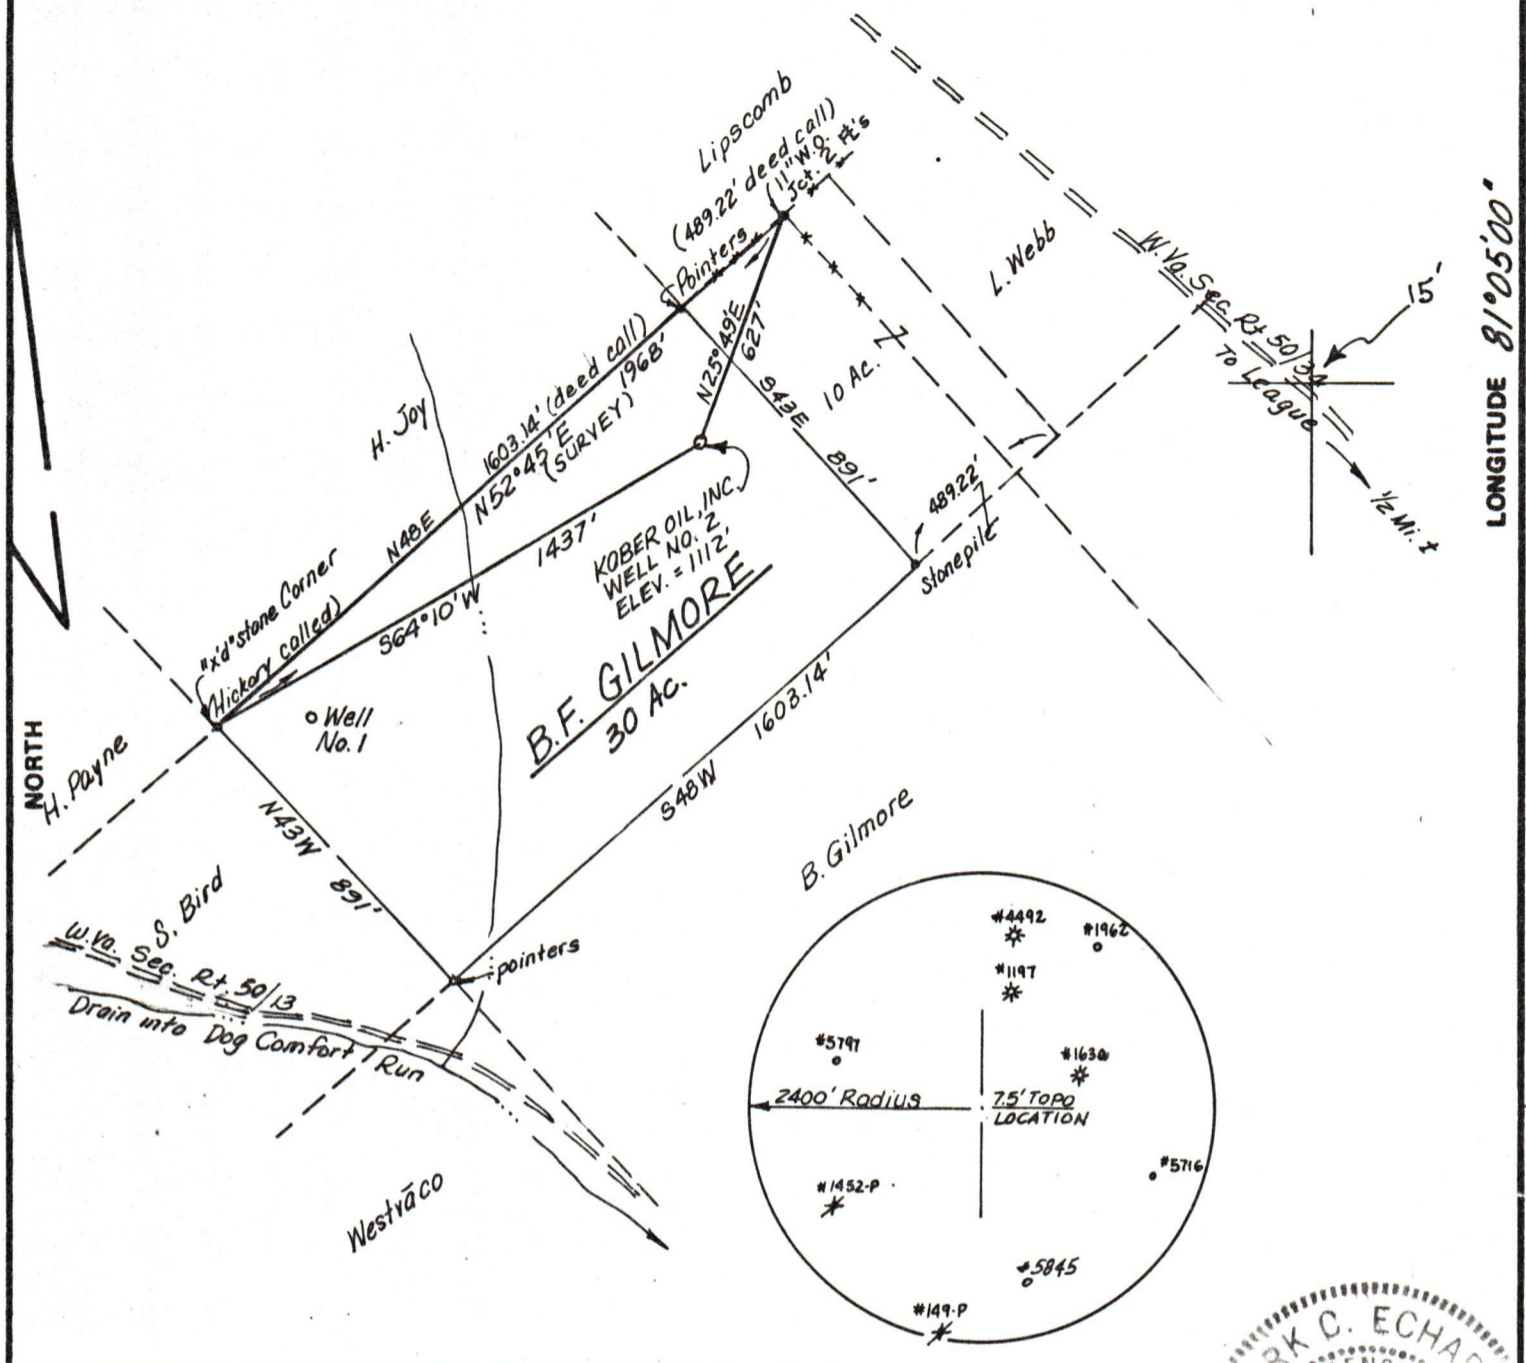 Lipscomb
(489.22' deed call)
(11" W.O.
Jct. 2 Ft's
Pointers
L. Webb
W.Va. Sec. Rt. 50/34
To League
15'
1/2 Mi. ±
LONGITUDE 81°05'00"
H. Joy
1603.14' (deed call)
N48E
N52°45'E 1968'
(SURVEY)
N25°49'E
627'
S43E 891'
10 Ac.
489.22'
Stonepile
1437'
S64°10'W
KOBER OIL, INC.
WELL NO. 2
ELEV. = 1112'
B.F. GILMORE
30 Ac.
"x'd" stone Corner
(Hickory called)
Well
No. 1
NORTH
H. Payne
N43W 891'
S48W 1603.14'
S. Bird
B. Gilmore
W.Va. Sec. Rt. 50/13
Drain into Dog Comfort Run
pointers
Westvāco
#4492
#1962
#1197
#5797
2400' Radius
7.5' TOPO
LOCATION
#5716
#1452-P
#5845
#149-P
RK C. ECHA